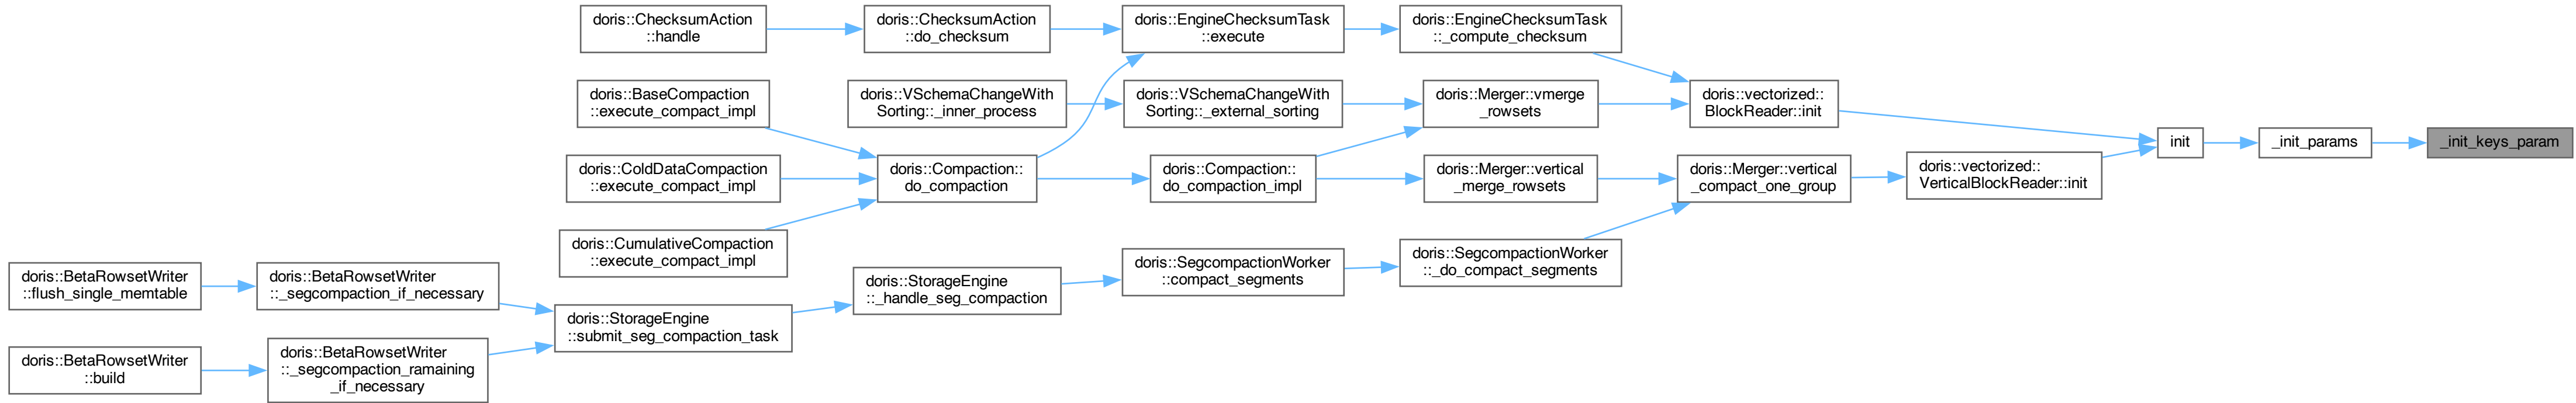 doris::ChecksumAction
::handle
doris::ChecksumAction
::do_checksum
doris::EngineChecksumTask
::execute
doris::EngineChecksumTask
::_compute_checksum
doris::BaseCompaction
::execute_compact_impl
doris::VSchemaChangeWith
Sorting::_inner_process
doris::VSchemaChangeWith
Sorting::_external_sorting
doris::Merger::vmerge
_rowsets
doris::vectorized::
BlockReader::init
init
_init_params
_init_keys_param
doris::ColdDataCompaction
::execute_compact_impl
doris::Compaction::
do_compaction
doris::Compaction::
do_compaction_impl
doris::Merger::vertical
_merge_rowsets
doris::Merger::vertical
_compact_one_group
doris::vectorized::
VerticalBlockReader::init
doris::CumulativeCompaction
::execute_compact_impl
doris::SegcompactionWorker
::compact_segments
doris::SegcompactionWorker
::_do_compact_segments
doris::BetaRowsetWriter
::flush_single_memtable
doris::BetaRowsetWriter
::_segcompaction_if_necessary
doris::StorageEngine
::_handle_seg_compaction
doris::StorageEngine
::submit_seg_compaction_task
doris::BetaRowsetWriter
::build
doris::BetaRowsetWriter
::_segcompaction_ramaining
_if_necessary